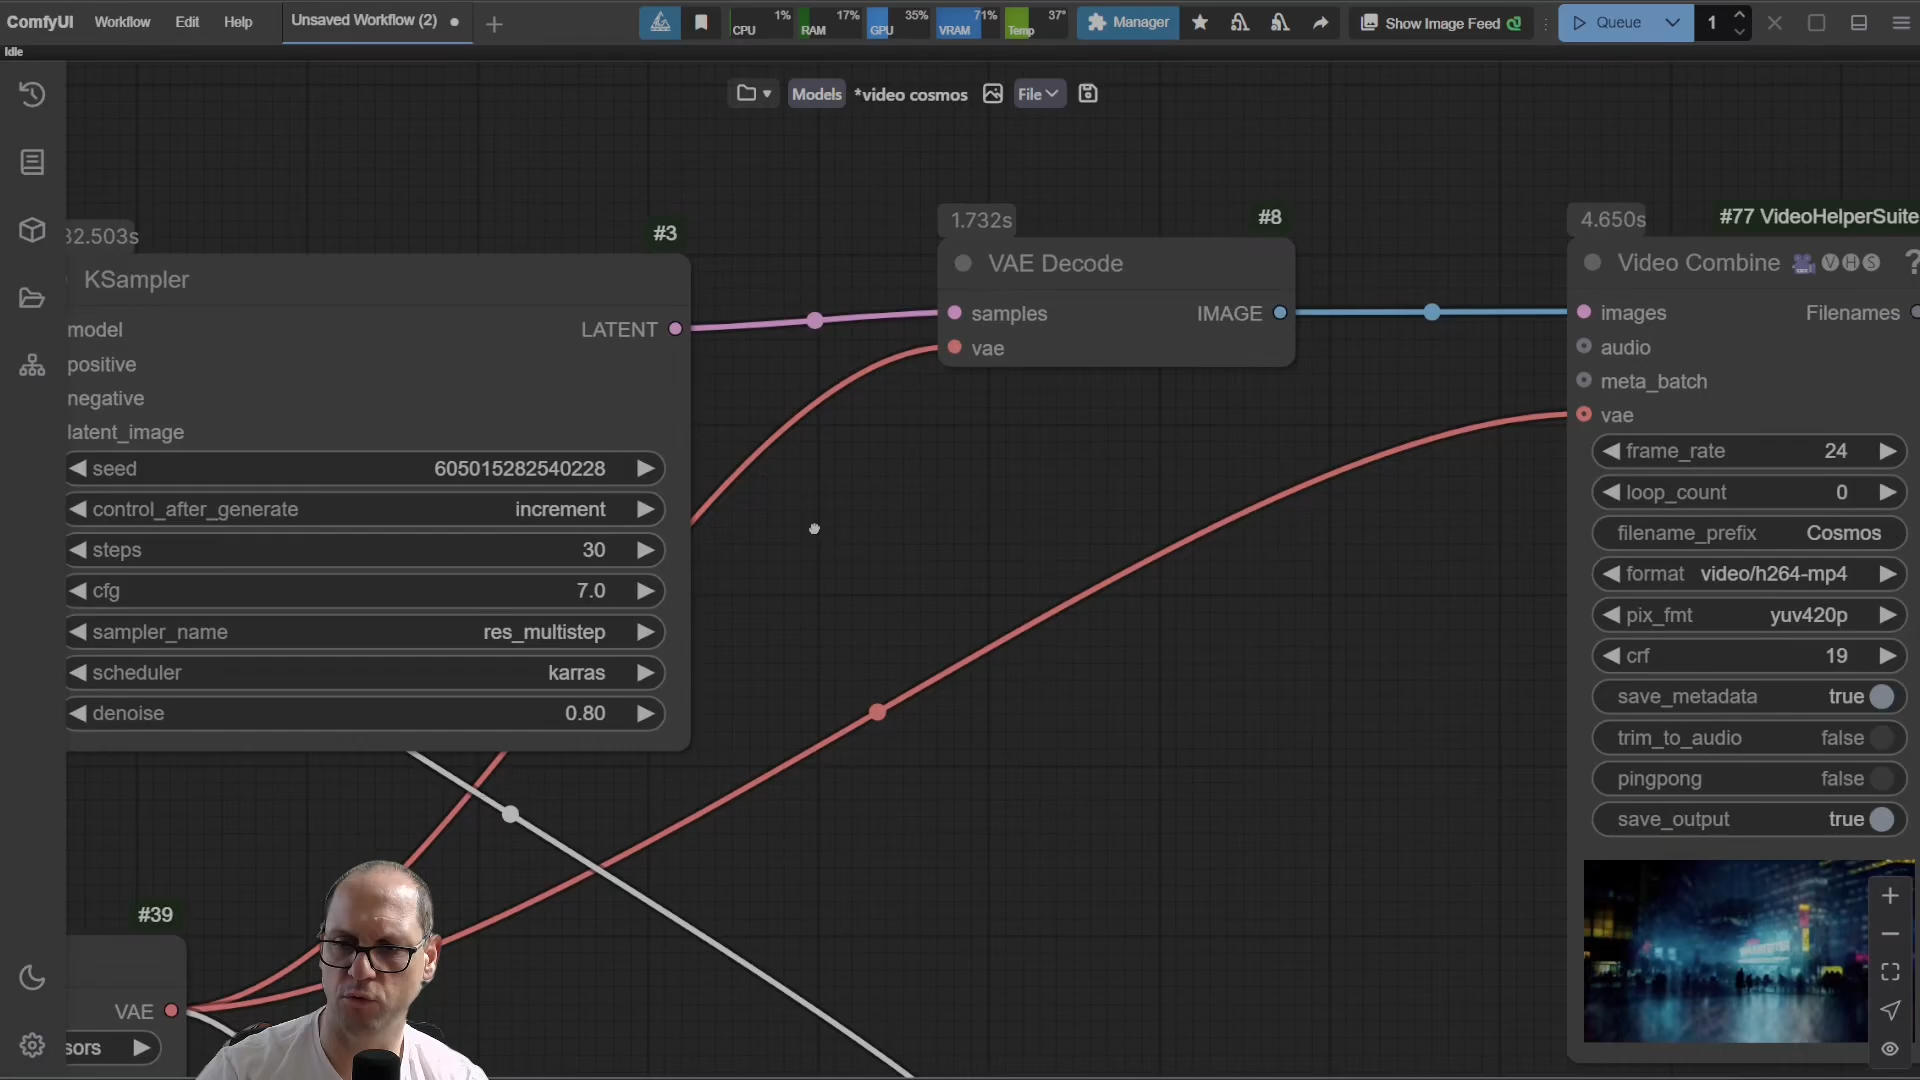 ComfyUI Workflow Edit Help Unsaved Workflow (2)
CPU 1% RAM 17% GPU 35% VRAM 71% Temp 37°
Manager Show Image Feed Queue 1
Idle
Models *video cosmos File
32.503s #3
KSampler
model LATENT
positive
negative
latent_image
seed 605015282540228
control_after_generate increment
steps 30
cfg 7.0
sampler_name res_multistep
scheduler karras
denoise 0.80
1.732s #8
VAE Decode
samples IMAGE
vae
4.650s #77 VideoHelperSuite
Video Combine VHS ?
images Filenames
audio
meta_batch
vae
frame_rate 24
loop_count 0
filename_prefix Cosmos
format video/h264-mp4
pix_fmt yuv420p
crf 19
save_metadata true
trim_to_audio false
pingpong false
save_output true
#39
VAE
sors